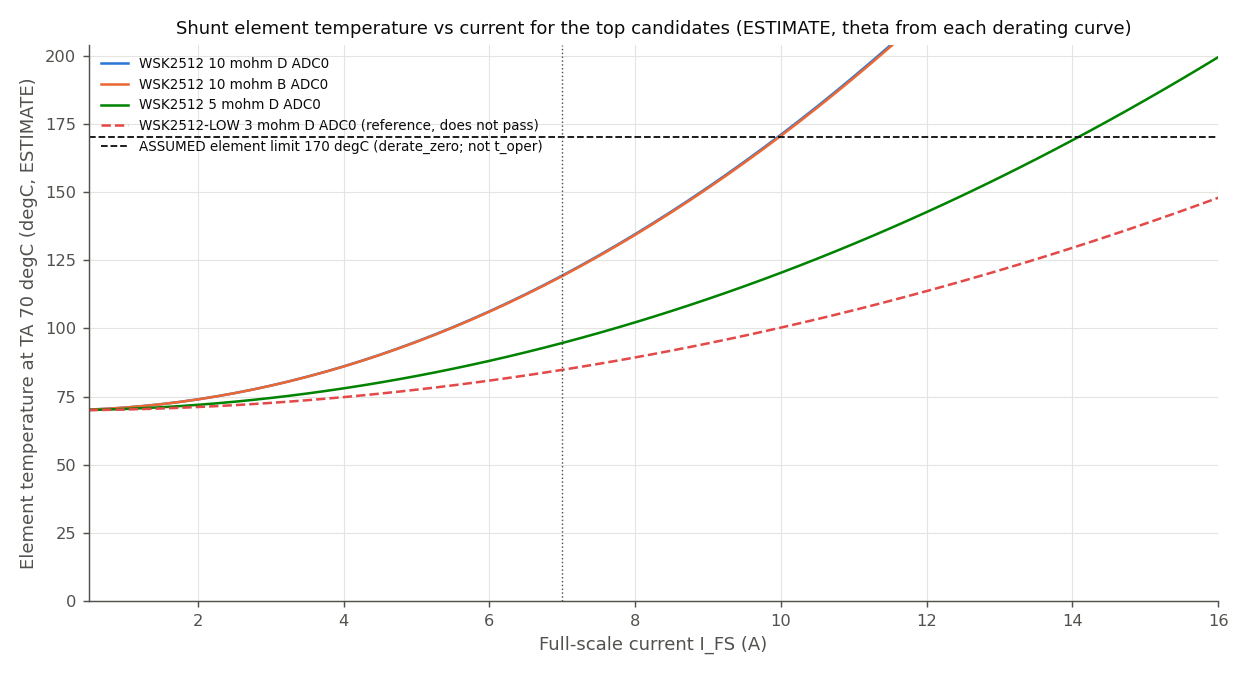 Shunt element temperature vs current for the top candidates (ESTIMATE, theta from each derating curve)
Element temperature at TA 70 degC (degC, ESTIMATE)
200
175
150
125
100
75
50
25
0
WSK2512 10 mohm D ADC0
WSK2512 10 mohm B ADC0
WSK2512 5 mohm D ADC0
WSK2512-LOW 3 mohm D ADC0 (reference, does not pass)
ASSUMED element limit 170 degC (derate_zero; not t_oper)
2 4 6 8 10 12 14 16
Full-scale current I_FS (A)